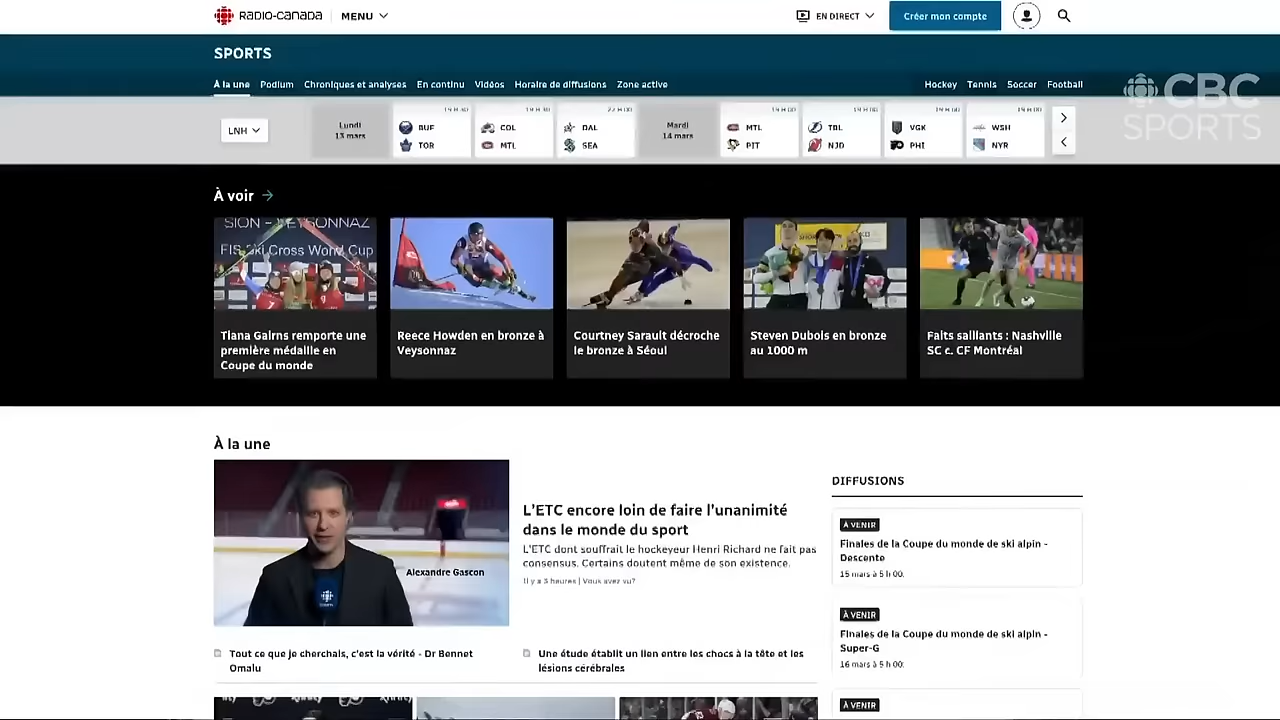 RADIO-CANADA
MENU
EN DIRECT
Créer mon compte
SPORTS
À la une
Podium
Chroniques et analyses
En continu
Vidéos
Horaire de diffusions
Zone active
Hockey
Tennis
Soccer
Football
CBC
SPORTS
LNH
Lundi
13 mars
BUF
TOR
COL
MTL
DAL
SEA
Mardi
14 mars
MTL
PIT
TBL
NJD
VGK
PHI
WSH
NYR
À voir
SION - VEYSONNAZ
FIS Ski Cross World Cup
Tiana Gairns remporte une
première médaille en
Coupe du monde
Reece Howden en bronze à
Veysonnaz
Courtney Sarault décroche
le bronze à Séoul
Steven Dubois en bronze
au 1000 m
Faits saillants : Nashville
SC c. CF Montréal
À la une
Alexandre Gascon
L'ETC encore loin de faire l'unanimité
dans le monde du sport
L'ETC dont souffrait le hockeyeur Henri Richard ne fait pas
consensus. Certains doutent même de son existence.
Il y a 3 heures | Vous avez vu?
Tout ce que je cherchais, c'est la vérité - Dr Bennet
Omalu
Une étude établit un lien entre les chocs à la tête et les
lésions cérébrales
DIFFUSIONS
À VENIR
Finales de la Coupe du monde de ski alpin -
Descente
15 mars à 5 h 00.
À VENIR
Finales de la Coupe du monde de ski alpin -
Super-G
16 mars à 5 h 00.
À VENIR